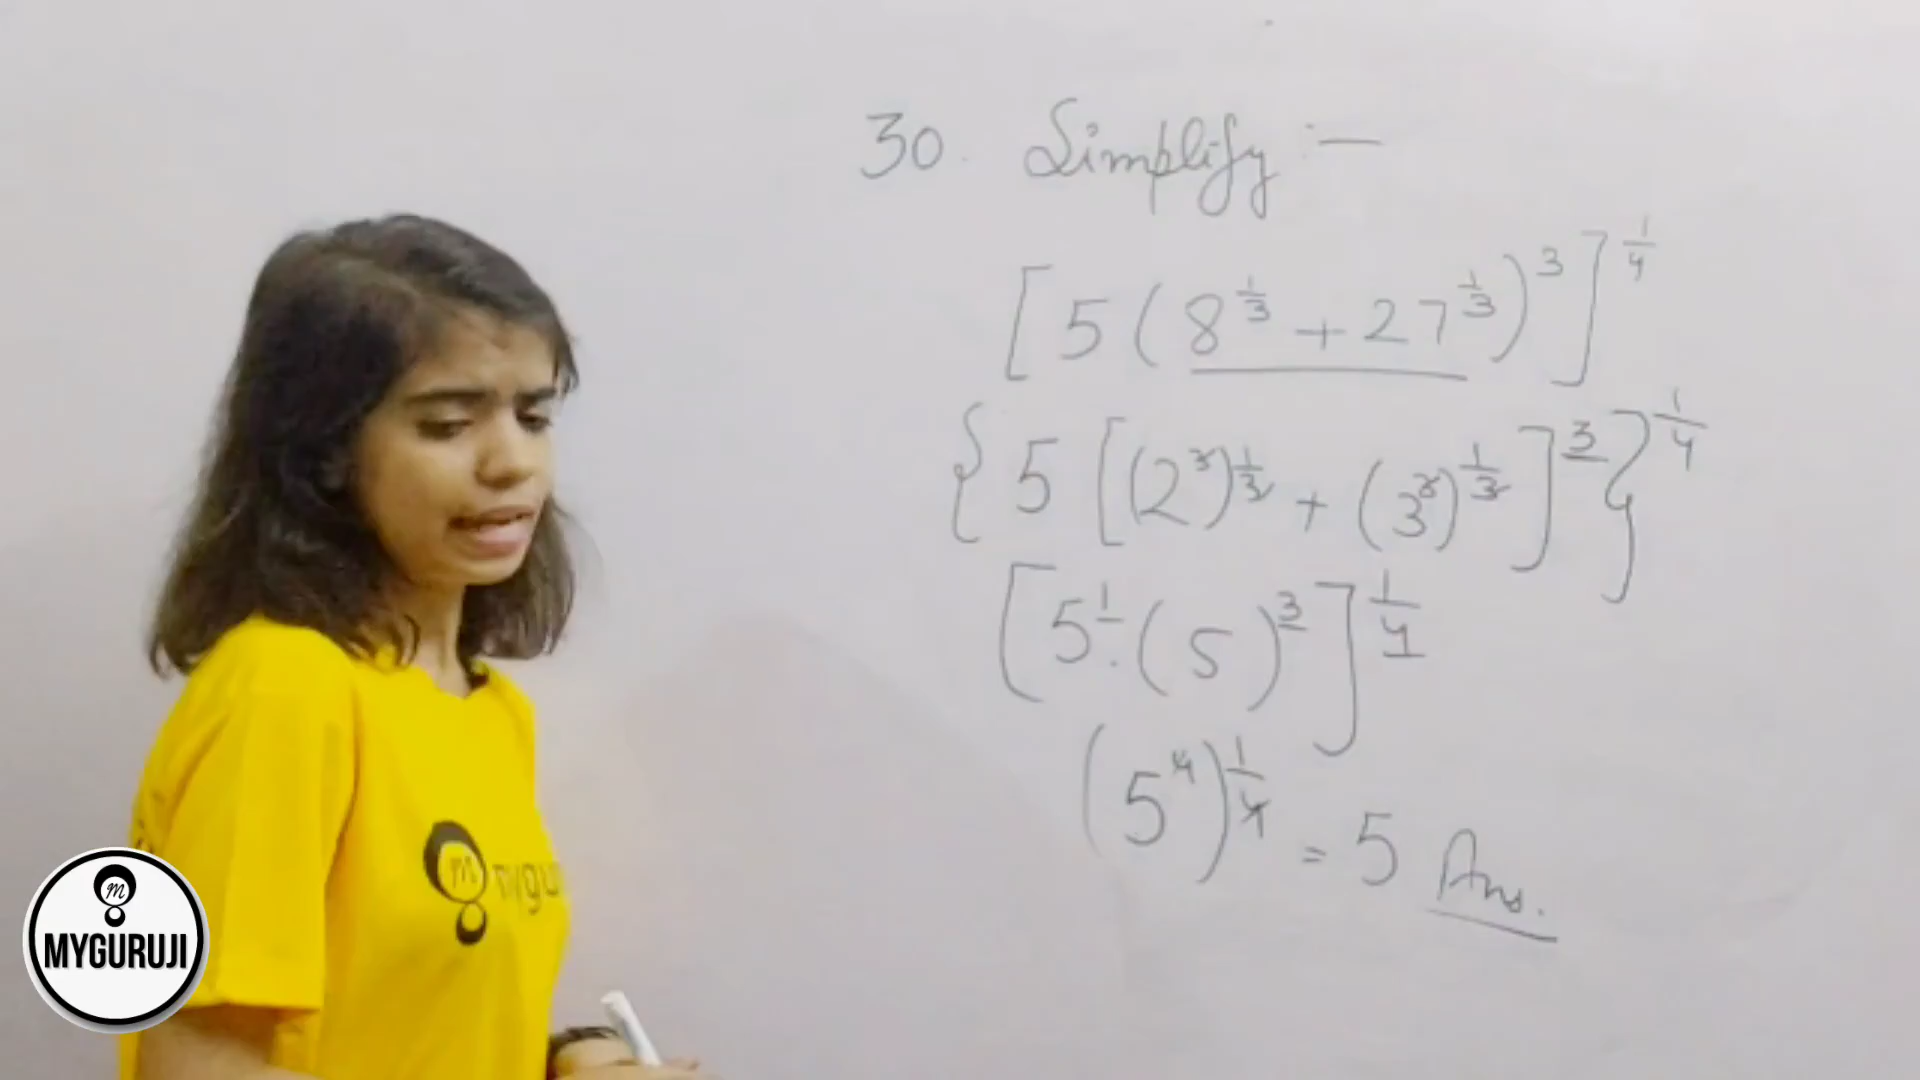 30. Simplify :—
[5(8^{1/3} + 27^{1/3})^3]^{1/4}
{5[(2^3)^{1/3} + (3^3)^{1/3}]^3}^{1/4}
[5^1.(5)^3]^{1/4}
(5^4)^{1/4} = 5 Ans.
m
mygu
m
MYGURUJI